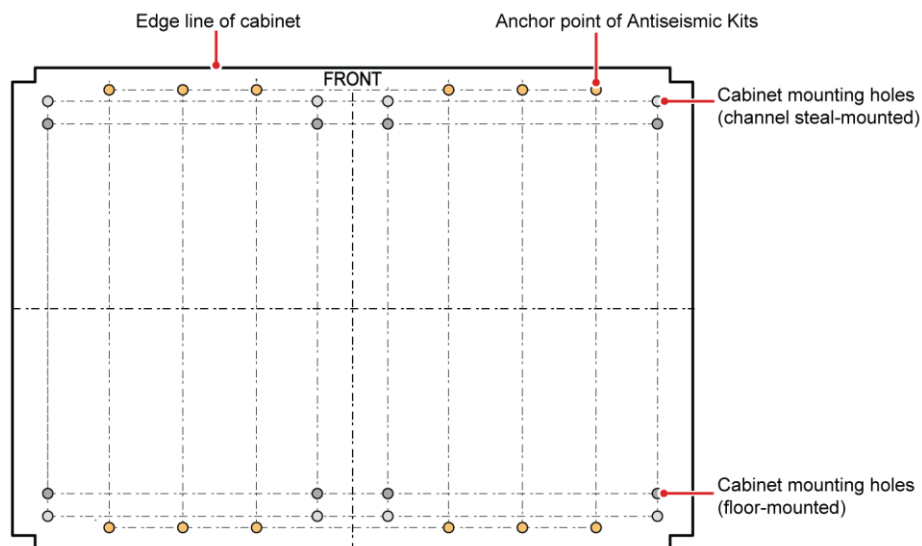 Edge line of cabinet
Anchor point of Antiseismic Kits
FRONT
Cabinet mounting holes
(channel steal-mounted)
Cabinet mounting holes
(floor-mounted)